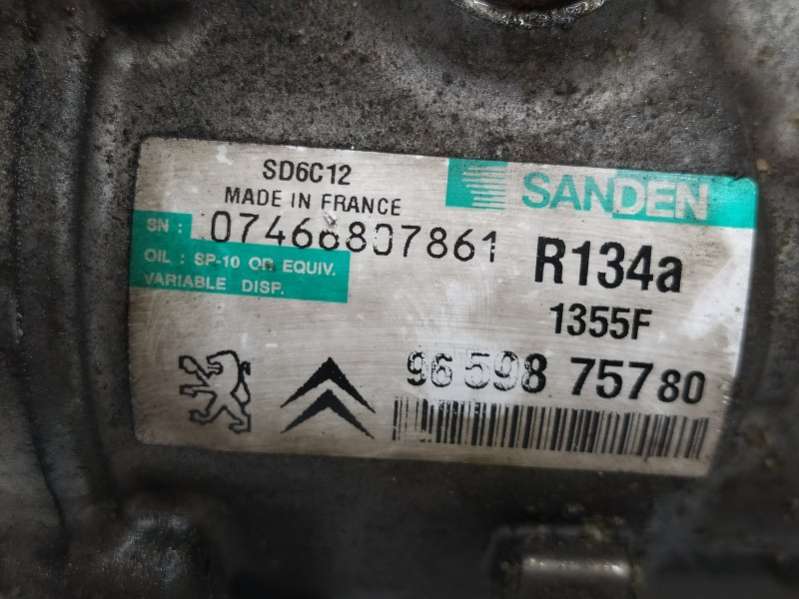 SD6C12
MADE IN FRANCE
SANDEN
SN : 07466807861
OIL : SP-10 OR EQUIV.
VARIABLE DISP.
R134a
1355F
96 598 757 80